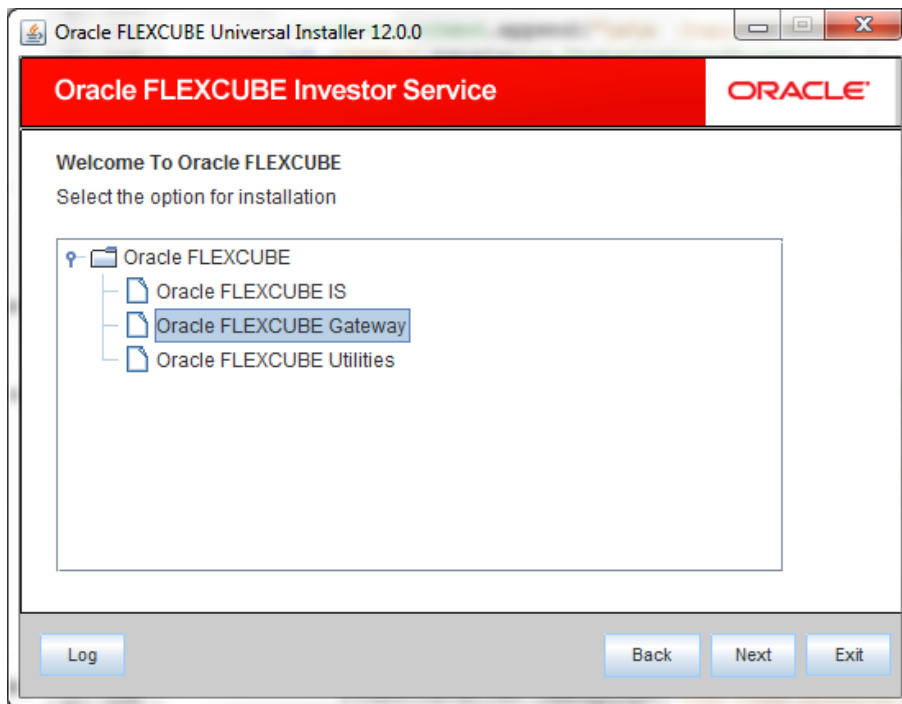 Oracle FLEXCUBE Universal Installer 12.0.0
Oracle FLEXCUBE Investor Service
ORACLE
Welcome To Oracle FLEXCUBE
Select the option for installation
Oracle FLEXCUBE
Oracle FLEXCUBE IS
Oracle FLEXCUBE Gateway
Oracle FLEXCUBE Utilities
Log Back Next Exit